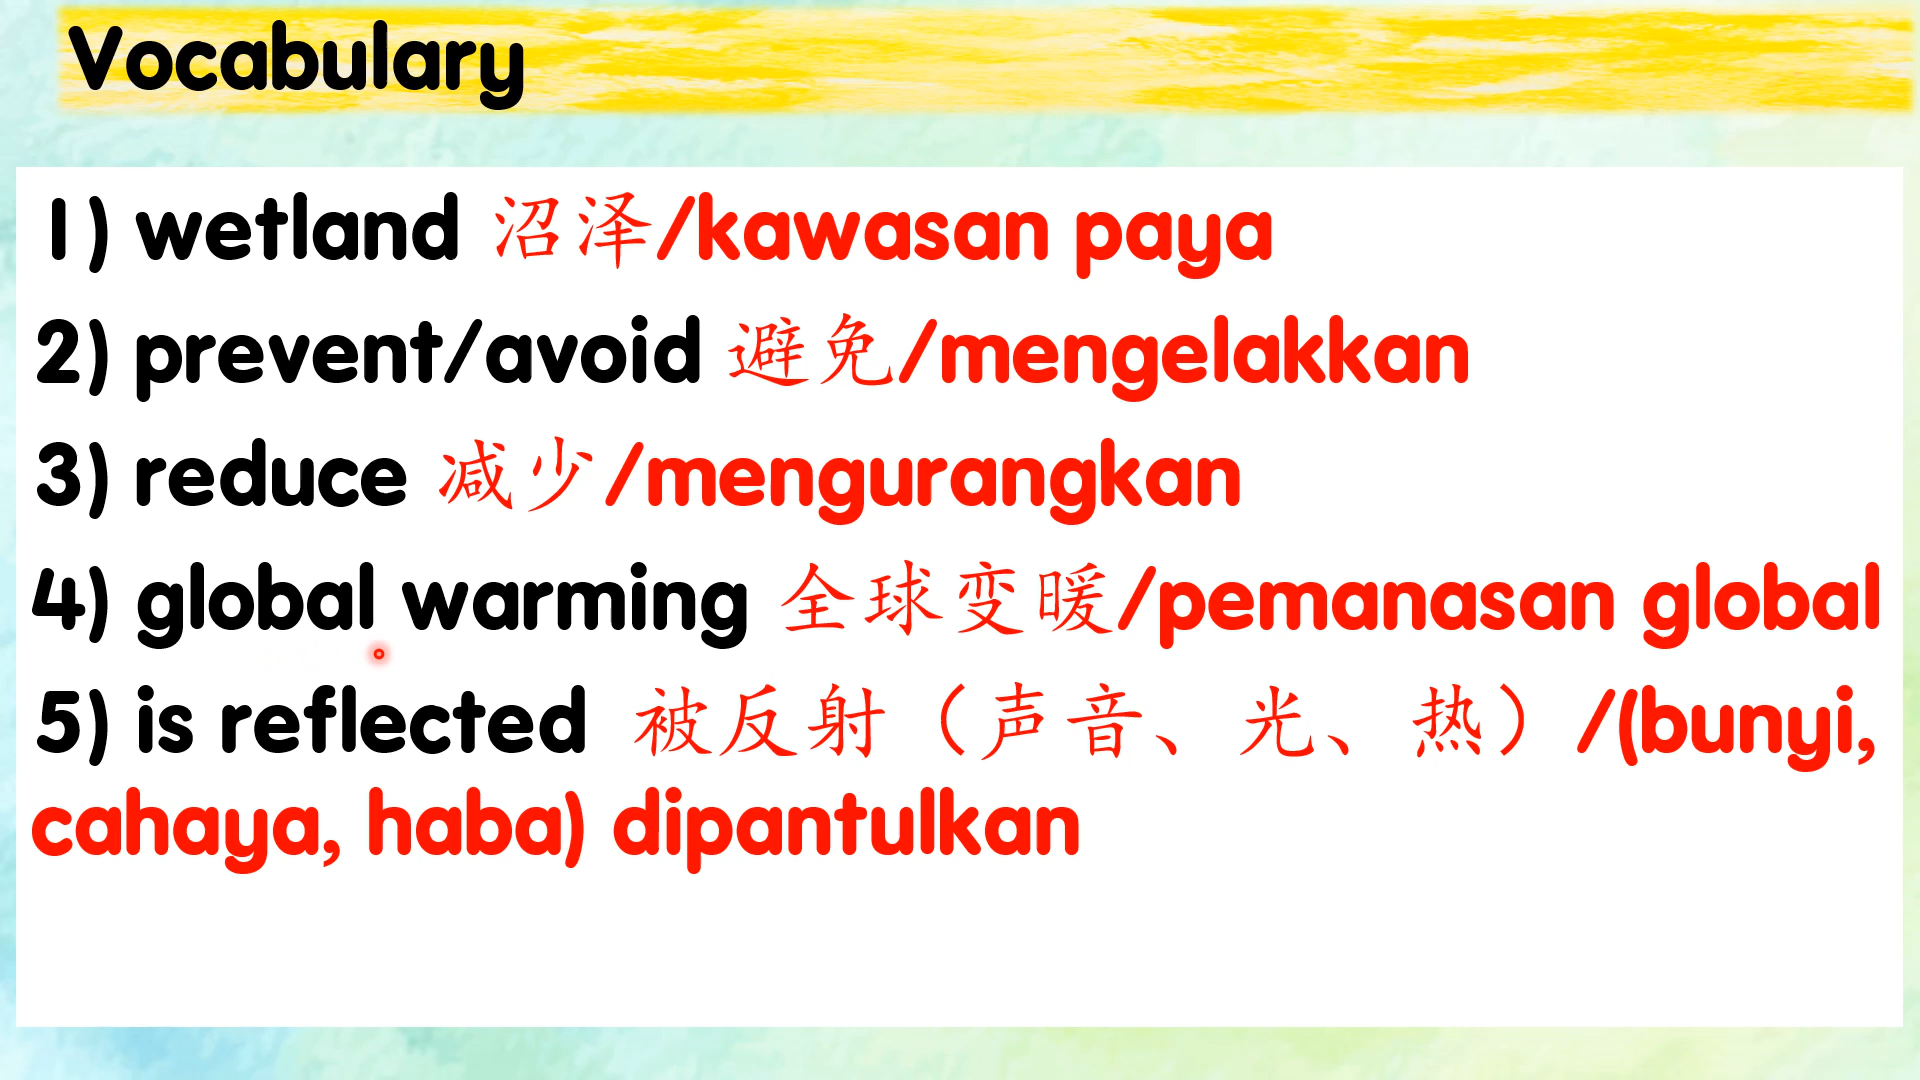 Vocabulary
1) wetland 沼泽/kawasan paya
2) prevent/avoid 避免/mengelakkan
3) reduce 减少/mengurangkan
4) global warming 全球变暖/pemanasan global
5) is reflected 被反射（声音、光、热）/(bunyi,
cahaya, haba) dipantulkan